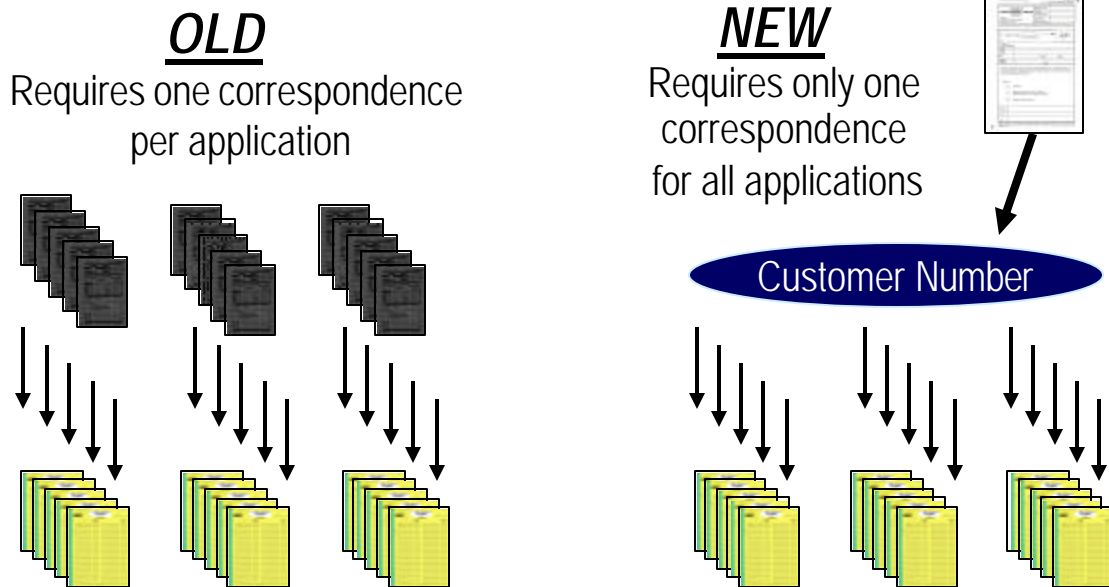 OLD
Requires one correspondence
per application
NEW
Requires only one
correspondence
for all applications
Customer Number